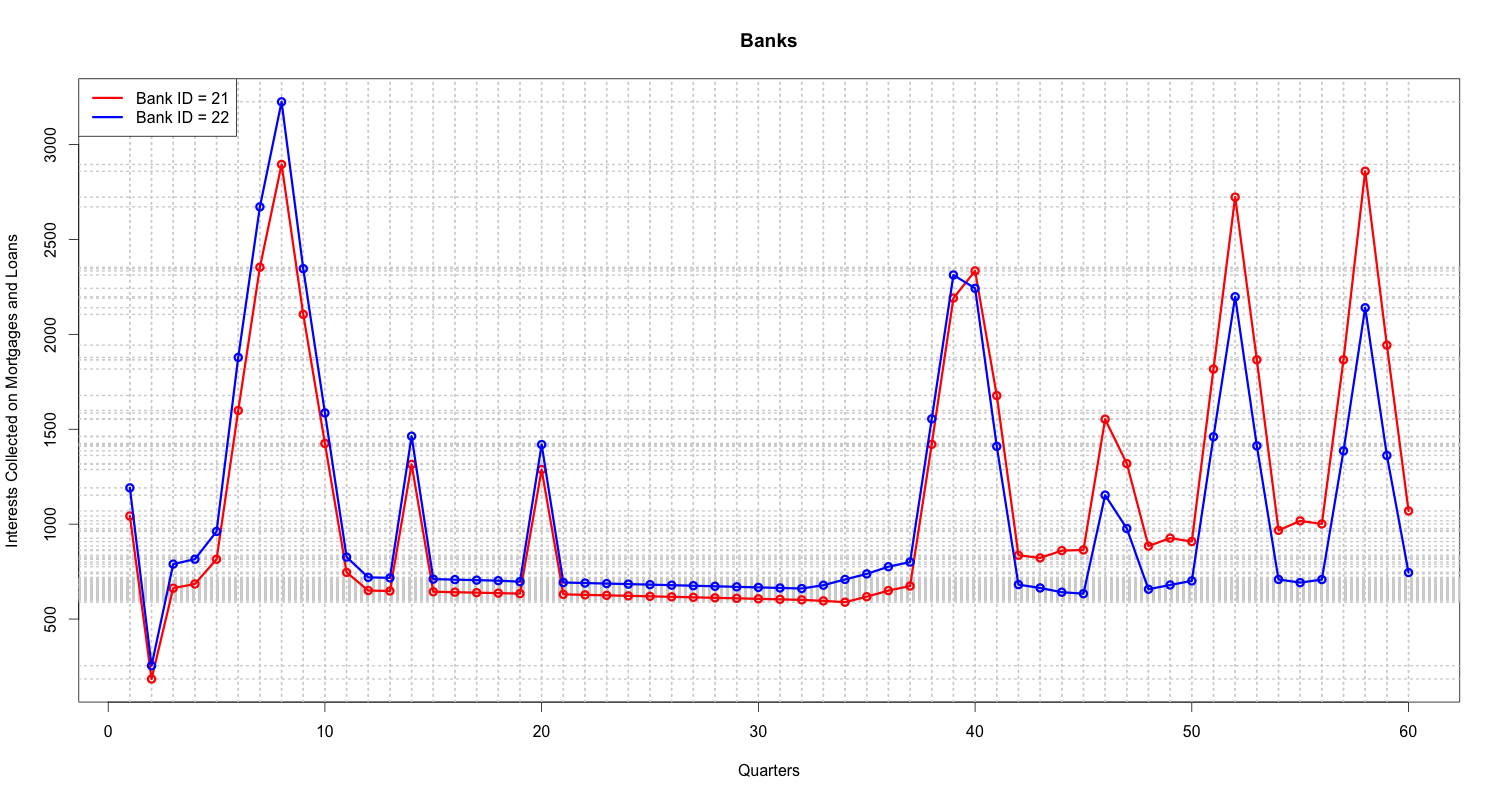 Banks
Bank ID = 21
Bank ID = 22
Interests Collected on Mortgages and Loans
3000
2500
2000
1500
1000
500
0 10 20 30 40 50 60
Quarters